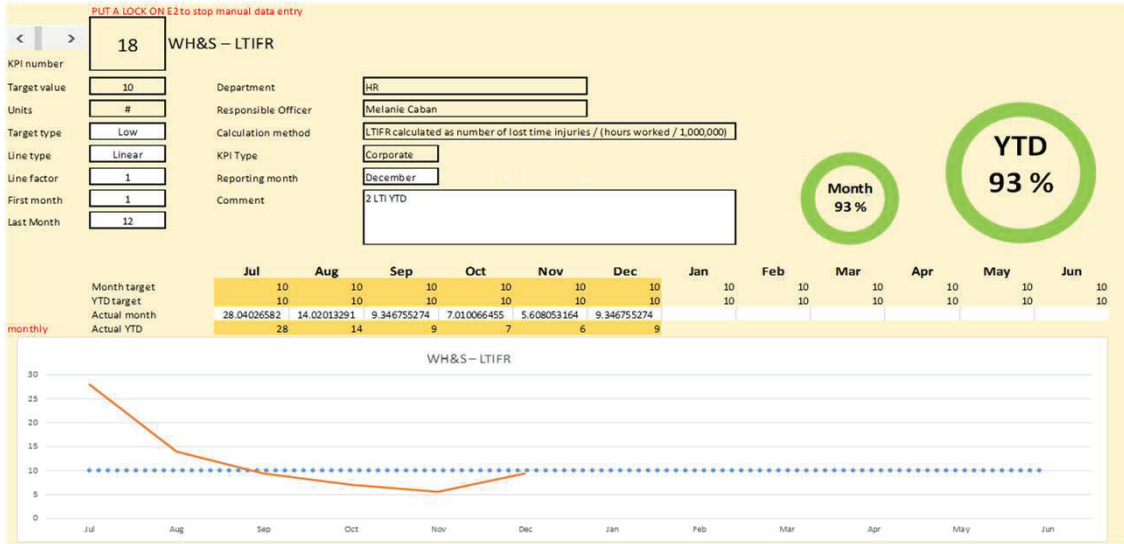 PUT A LOCK ON E2 to stop manual data entry
< >
18 WH&S – LTIFR
KPI number
Target value 10 Department HR
Units # Responsible Officer Melanie Caban
Target type Low Calculation method LTIFR calculated as number of lost time injuries / (hours worked / 1,000,000)
Line type Linear KPI Type Corporate
Line factor 1 Reporting month December
First month 1 Comment 2 LTI YTD
Last Month 12
Month
93 %
YTD
93 %
Jul Aug Sep Oct Nov Dec Jan Feb Mar Apr May Jun
Month target 10 10 10 10 10 10 10 10 10 10 10 10
YTD target 10 10 10 10 10 10 10 10 10 10 10 10
Actual month 28.04026582 14.02013291 9.346755274 7.010066455 5.608053164 9.346755274
monthly Actual YTD 28 14 9 7 6 9
WH&S – LTIFR
30
25
20
15
10
5
0
Jul Aug Sep Oct Nov Dec Jan Feb Mar Apr May Jun